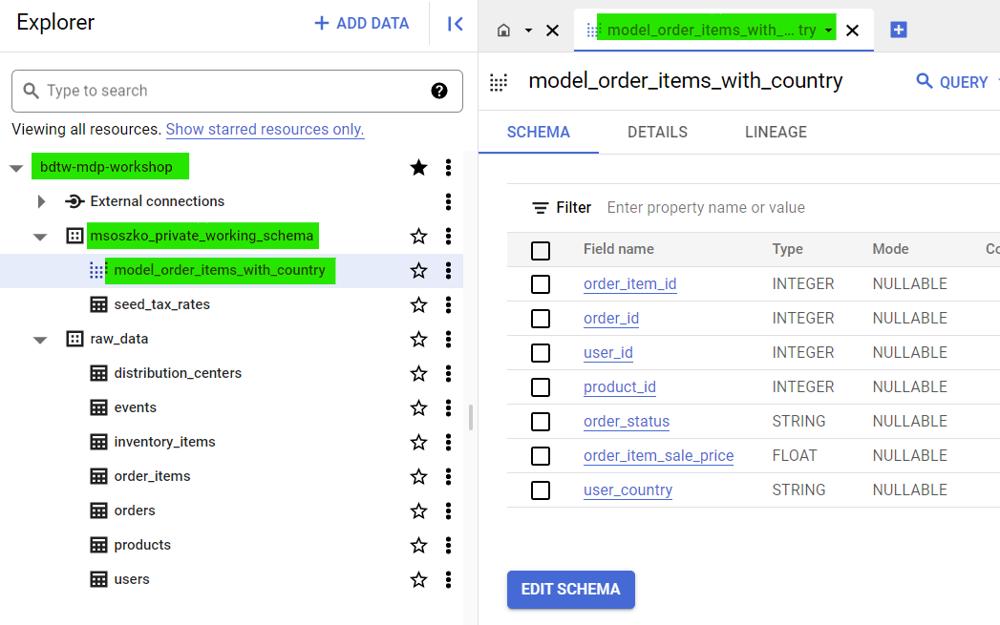 Explorer
+ ADD DATA
Type to search
Viewing all resources. Show starred resources only.
bdtw-mdp-workshop
External connections
msoszko_private_working_schema
model_order_items_with_country
seed_tax_rates
raw_data
distribution_centers
events
inventory_items
order_items
orders
products
users
model_order_items_with_... try
model_order_items_with_country
QUERY
SCHEMA DETAILS LINEAGE
Filter Enter property name or value
Field name Type Mode Co
order_item_id INTEGER NULLABLE
order_id INTEGER NULLABLE
user_id INTEGER NULLABLE
product_id INTEGER NULLABLE
order_status STRING NULLABLE
order_item_sale_price FLOAT NULLABLE
user_country STRING NULLABLE
EDIT SCHEMA